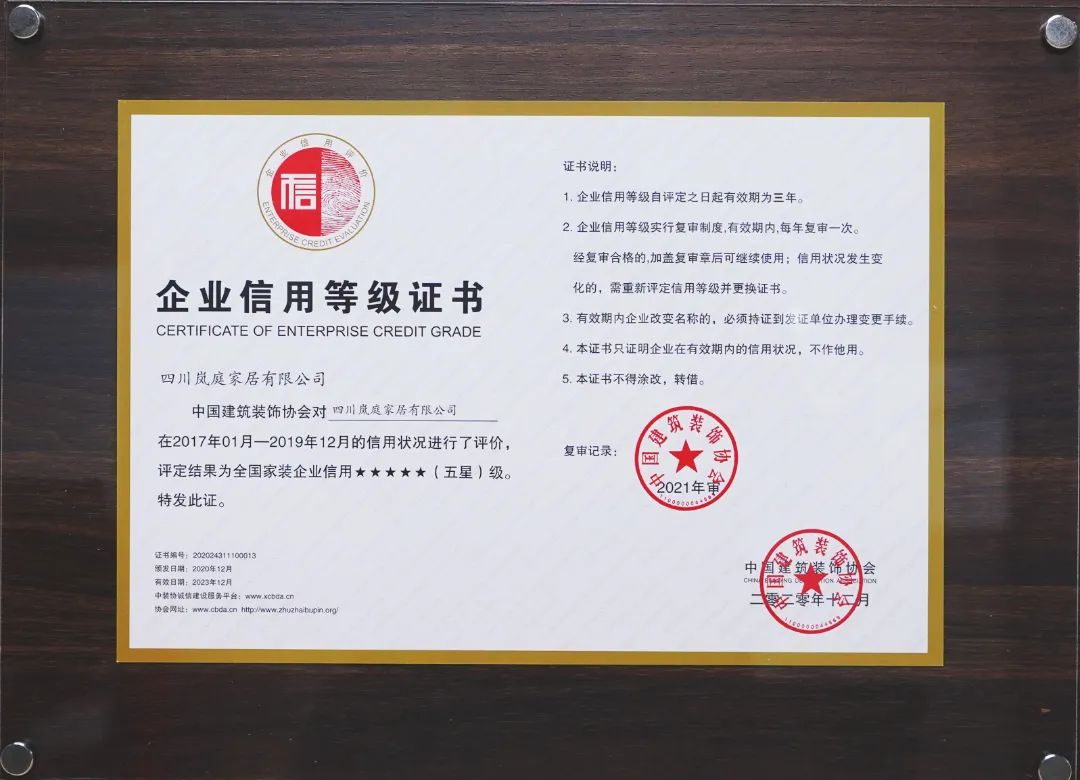 企业信用评价
信
ENTERPRISE CREDIT EVALUATION
企业信用等级证书
CERTIFICATE OF ENTERPRISE CREDIT GRADE
四川岚庭家居有限公司
中国建筑装饰协会对 四川岚庭家居有限公司
在2017年01月—2019年12月的信用状况进行了评价，
评定结果为全国家装企业信用★★★★★（五星）级。
特发此证。
证书编号：202024311100013
颁发日期：2020年12月
有效日期：2023年12月
中装协诚信建设服务平台：www.xcbda.cn
协会网址：www.cbda.cn http://www.zhuzhaibupin.org/
证书说明：
1. 企业信用等级自评定之日起有效期为三年。
2. 企业信用等级实行复审制度,有效期内,每年复审一次。
经复审合格的,加盖复审章后可继续使用；信用状况发生变
化的，需重新评定信用等级并更换证书。
3. 有效期内企业改变名称的，必须持证到发证单位办理变更手续。
4. 本证书只证明企业在有效期内的信用状况，不作他用。
5. 本证书不得涂改，转借。
复审记录：
中国建筑装饰协会
2021年审
中国建筑装饰协会
CHINA BUILDING DECORATION ASSOCIATION
二零二零年十二月
中国建筑装饰协会